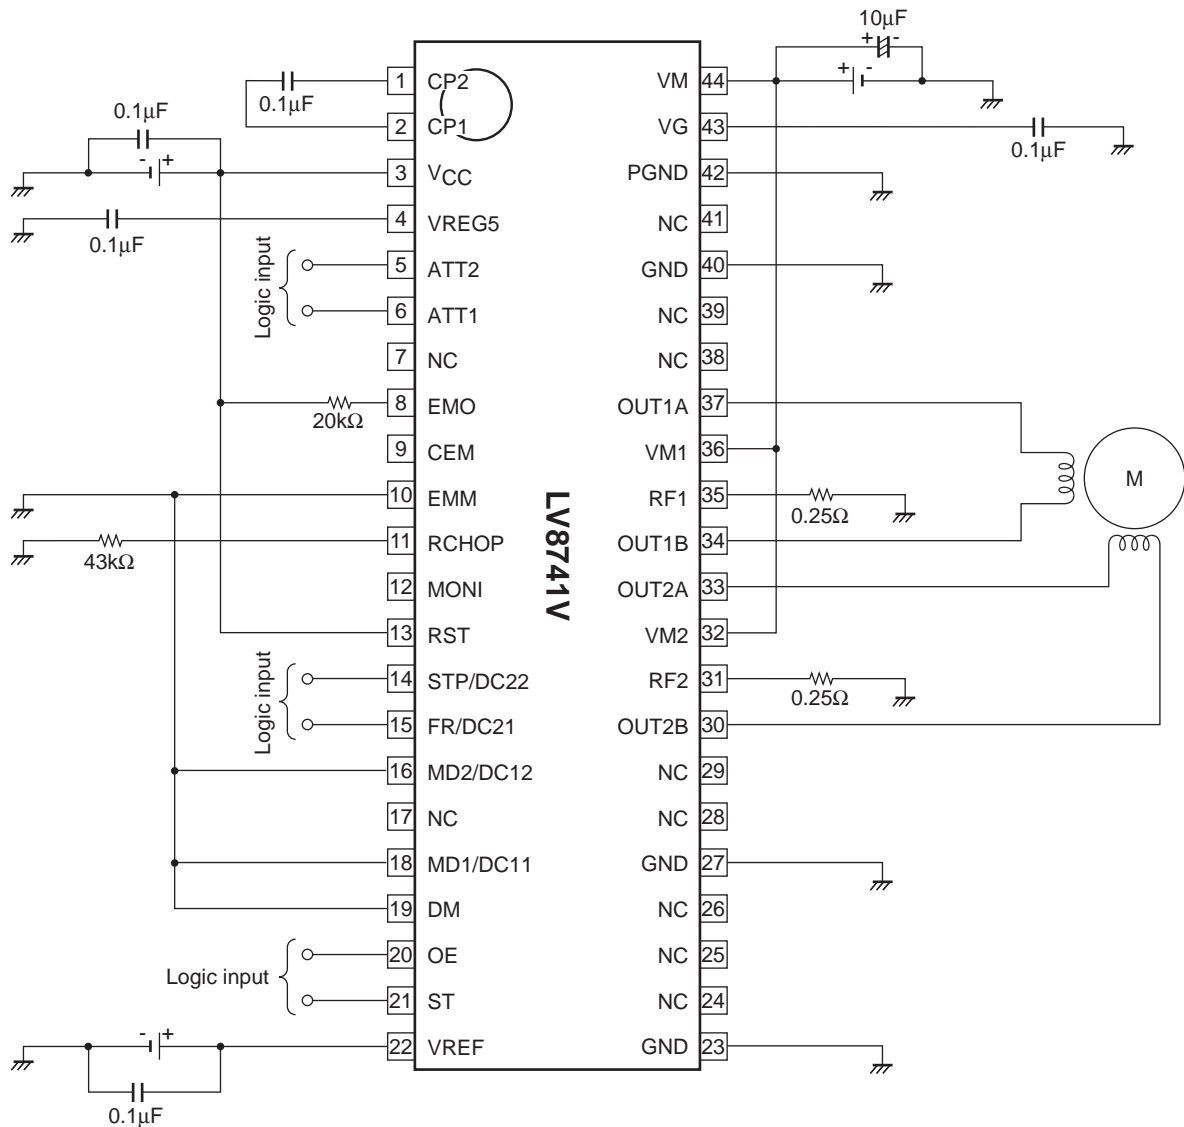 10μF
+ -
+ -
0.1μF
1 CP2
2 CP1
0.1μF
- +
3 VCC
4 VREG5
0.1μF
Logic input
5 ATT2
6 ATT1
7 NC
8 EMO
20kΩ
9 CEM
10 EMM
11 RCHOP
43kΩ
12 MONI
13 RST
Logic input
14 STP/DC22
15 FR/DC21
16 MD2/DC12
17 NC
18 MD1/DC11
19 DM
Logic input
20 OE
21 ST
- +
22 VREF
0.1μF
LV8741V
VM 44
VG 43
0.1μF
PGND 42
NC 41
GND 40
NC 39
NC 38
OUT1A 37
VM1 36
RF1 35
0.25Ω
OUT1B 34
OUT2A 33
VM2 32
RF2 31
0.25Ω
OUT2B 30
NC 29
NC 28
GND 27
NC 26
NC 25
NC 24
GND 23
M